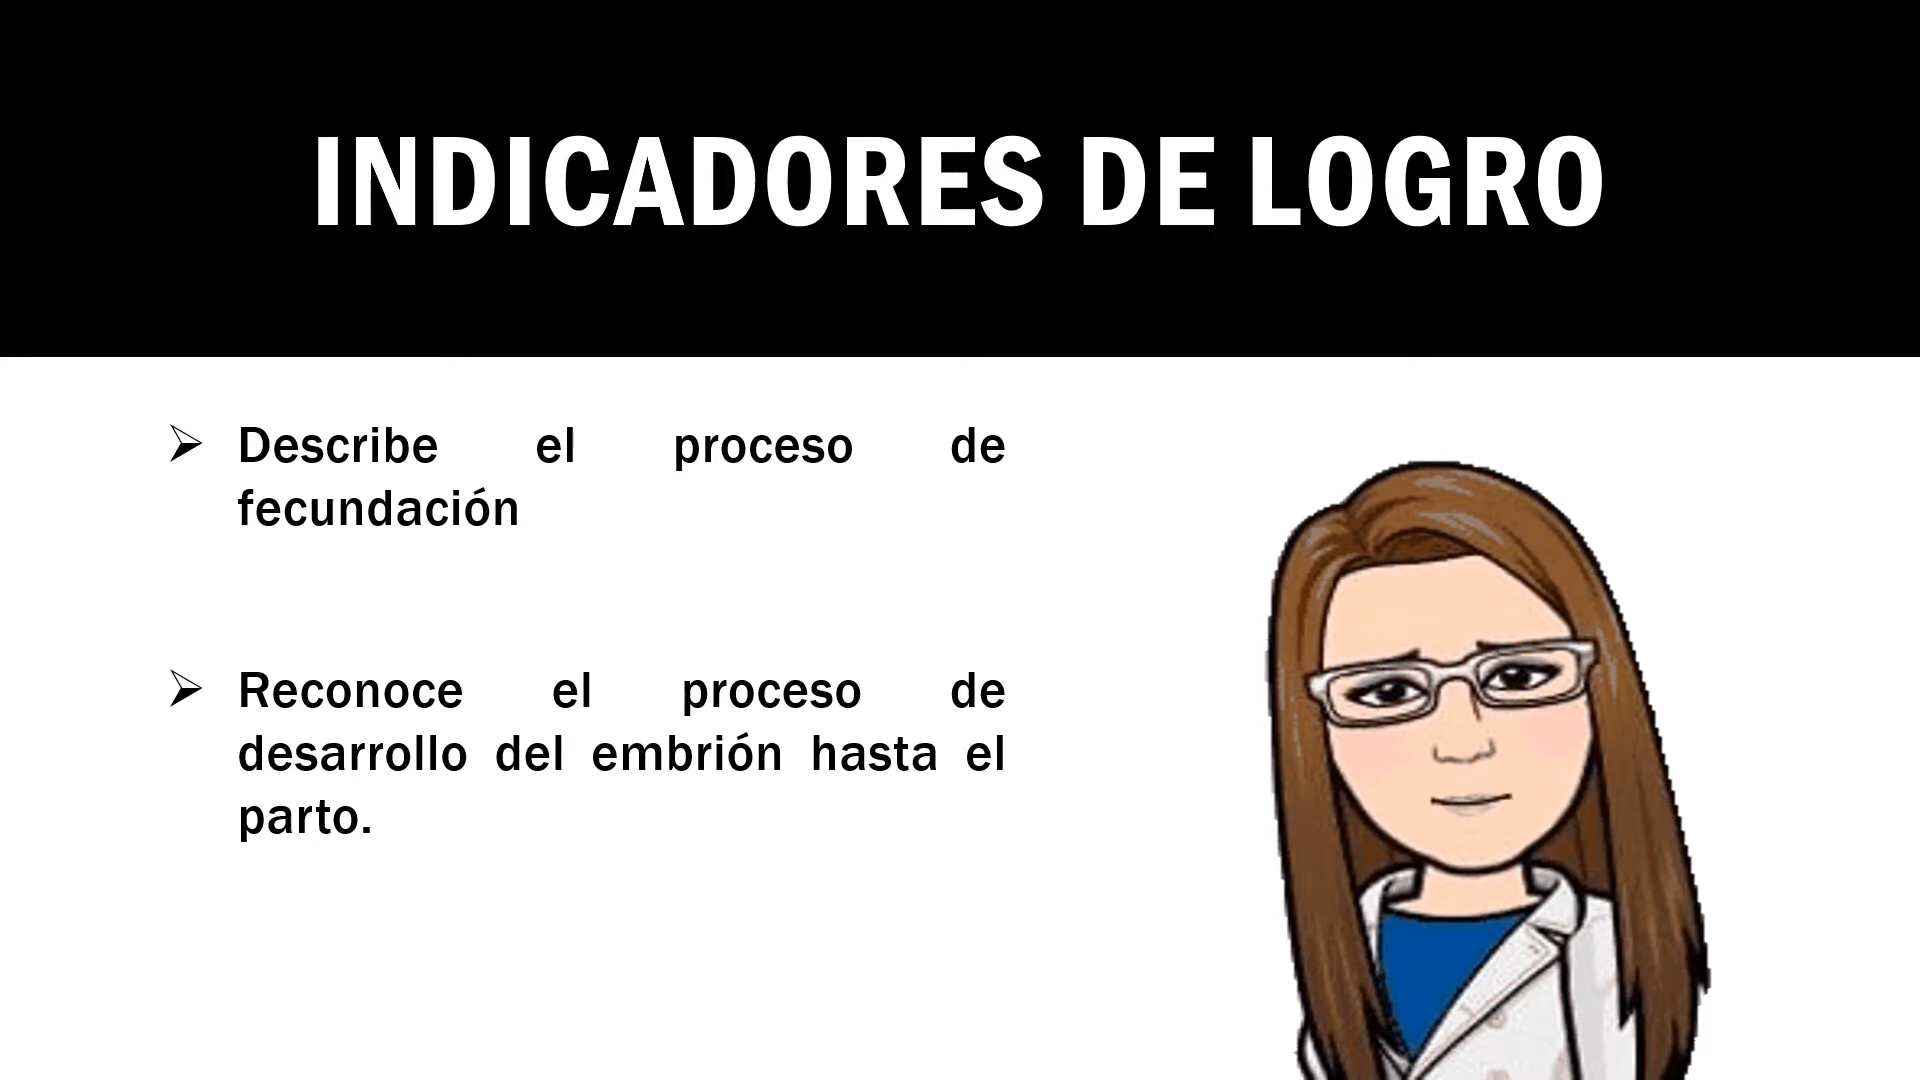 INDICADORES DE LOGRO
➢ Describe el proceso de
fecundación
➢ Reconoce el proceso de
desarrollo del embrión hasta el
parto.